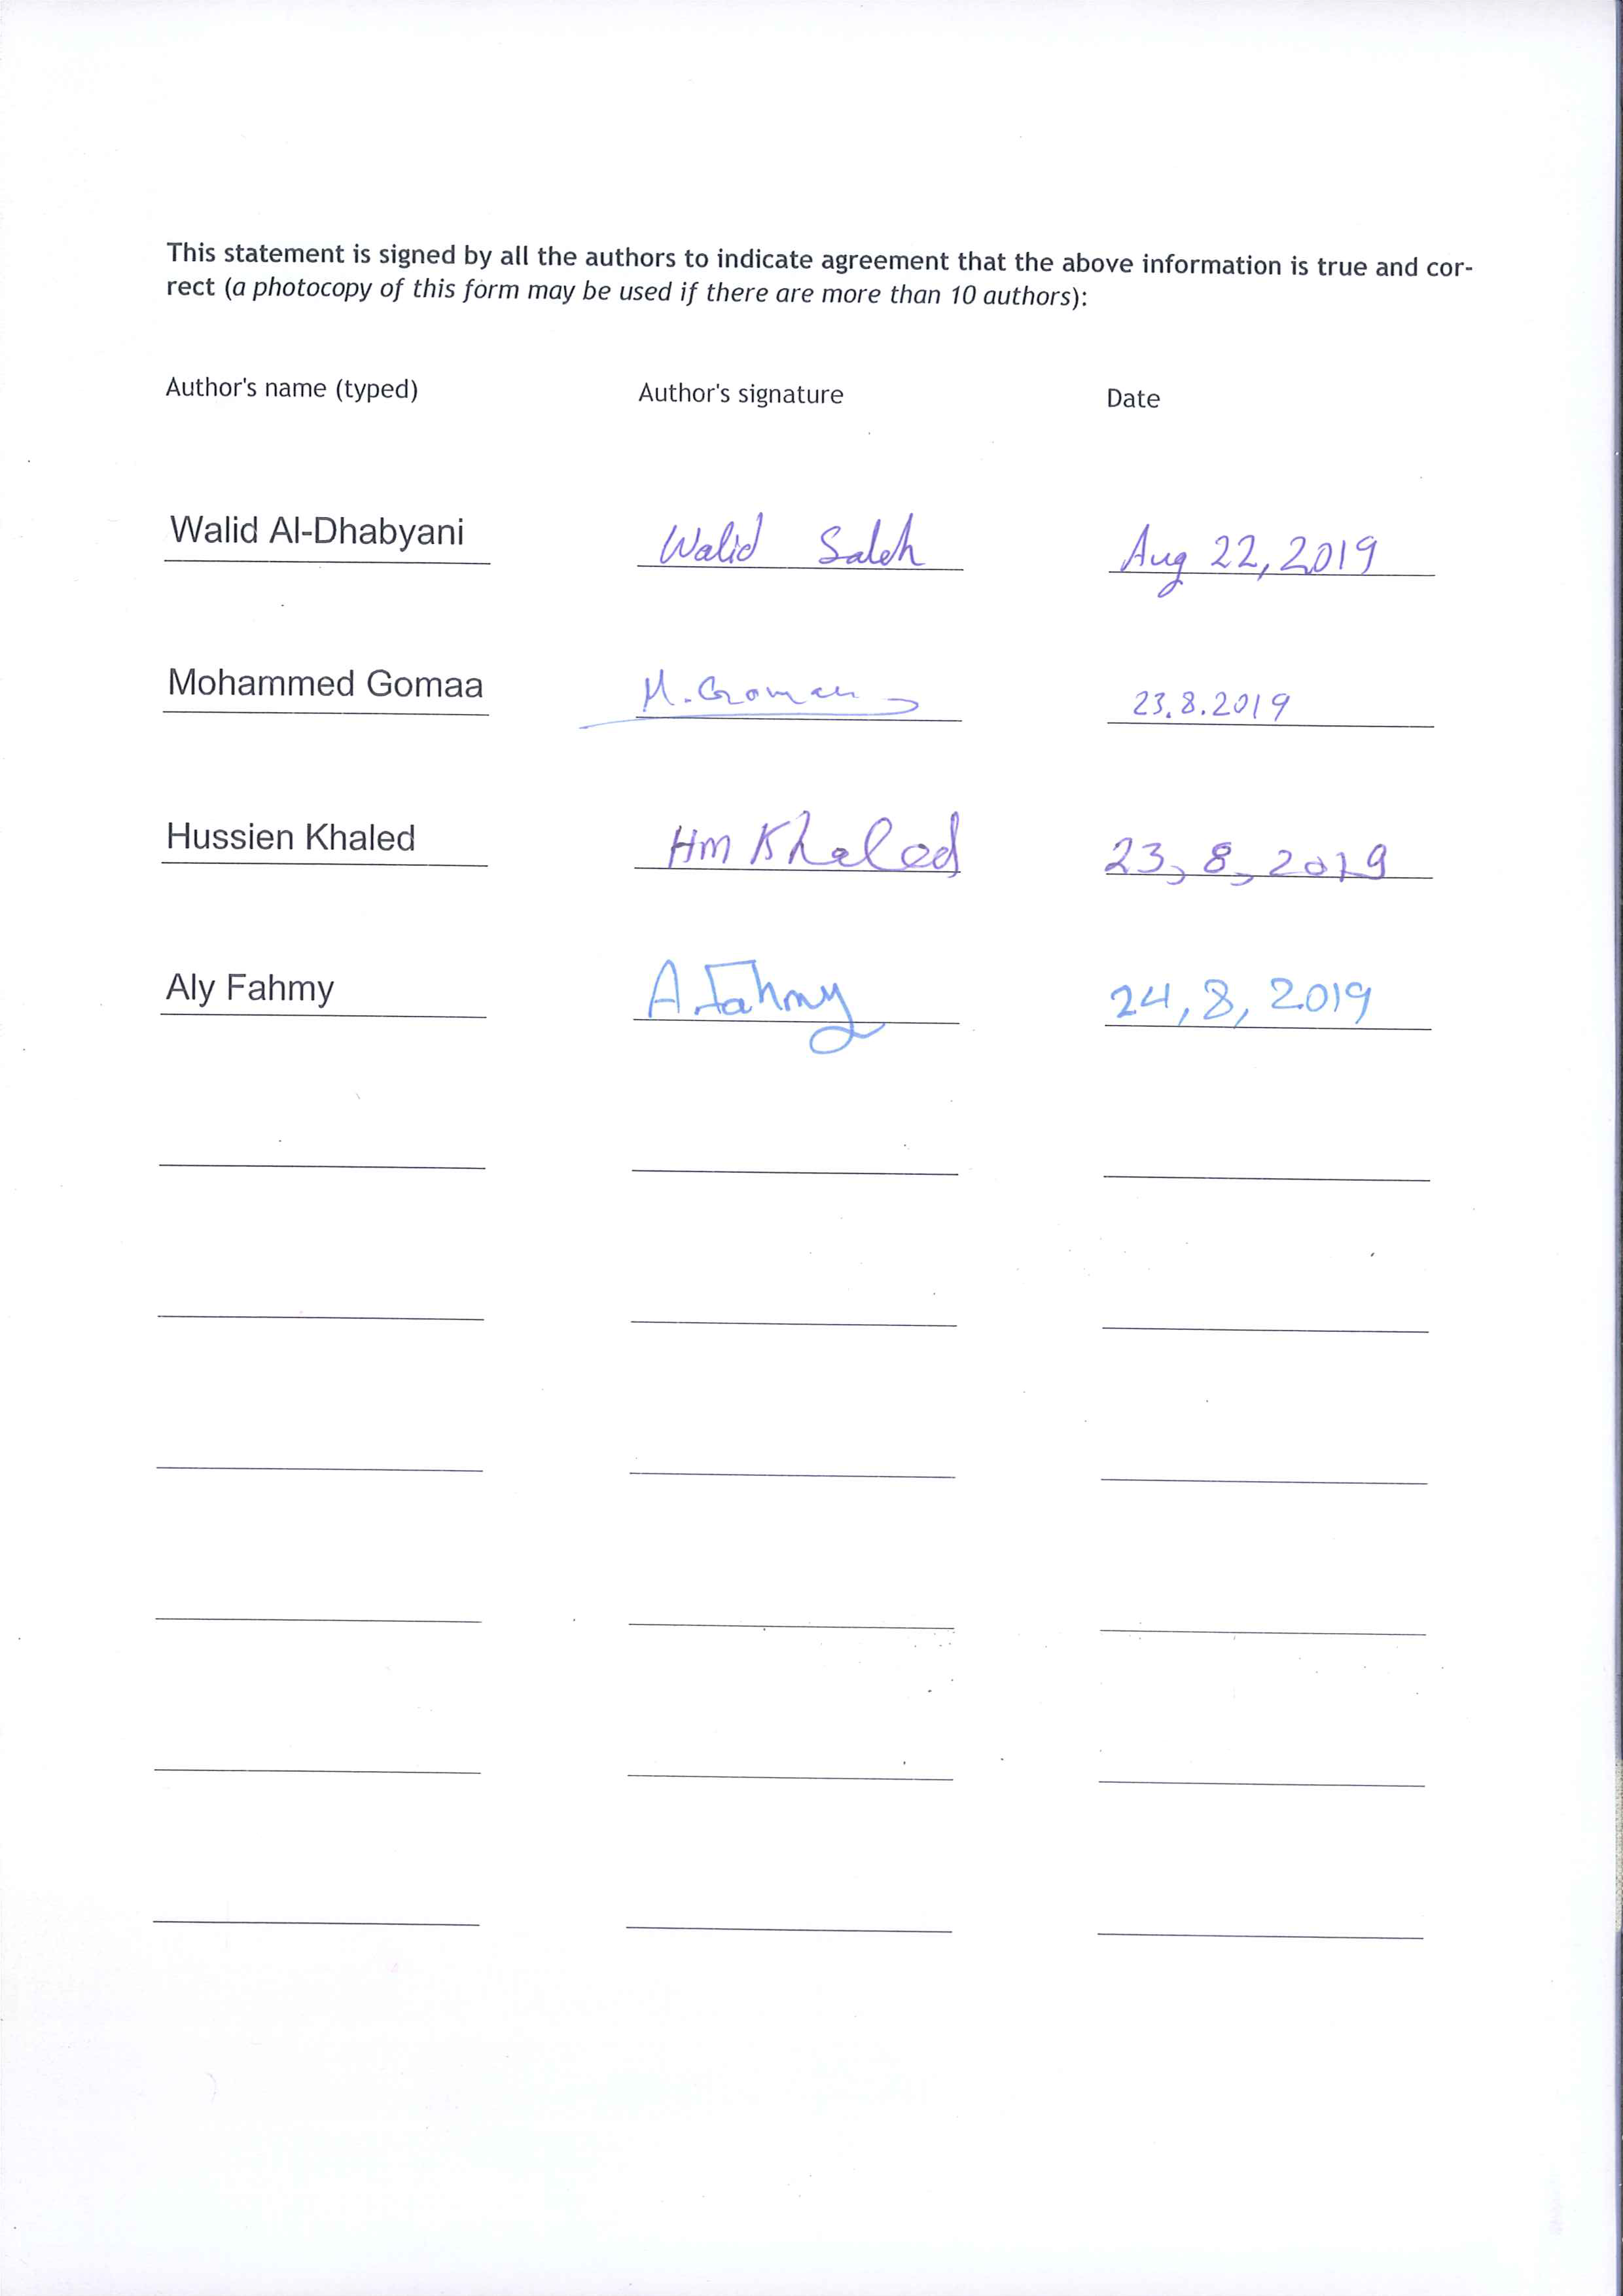 This statement is signed by all the authors to indicate agreement that the above information is true and cor-
rect (a photocopy of this form may be used if there are more than 10 authors):
Author's name (typed) Author's signature Date
Walid Al-Dhabyani Walid Saleh Aug 22, 2019
Mohammed Gomaa M. Gomaa 23.8.2019
Hussien Khaled Hm Khaled 23, 8, 2019
Aly Fahmy A. Fahmy 24, 8, 2019